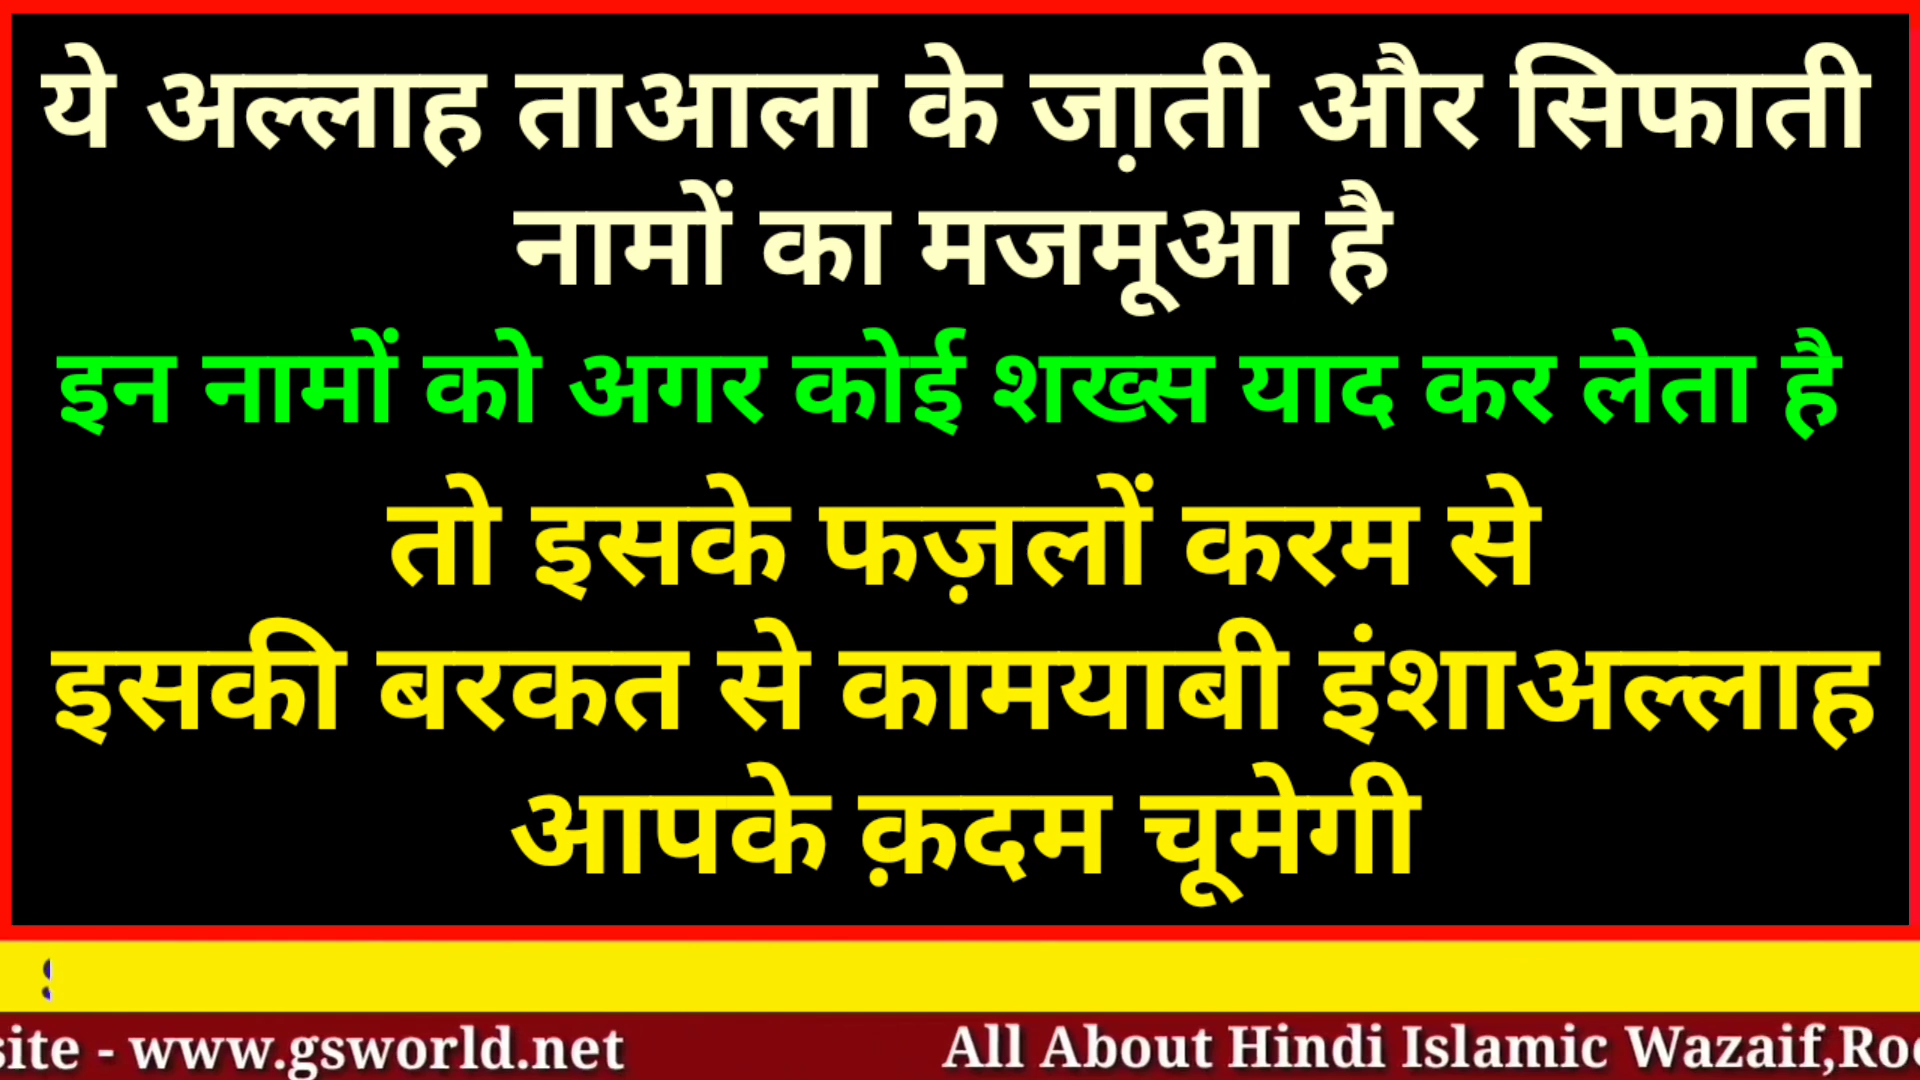 ये अल्लाह ताआला के जा़ती और सिफाती
नामों का मजमूआ है
इन नामों को अगर कोई शख्स याद कर लेता है
तो इसके फज़लों करम से
इसकी बरकत से कामयाबी इंशाअल्लाह
आपके क़दम चूमेगी
site - www.gsworld.net All About Hindi Islamic Wazaif,